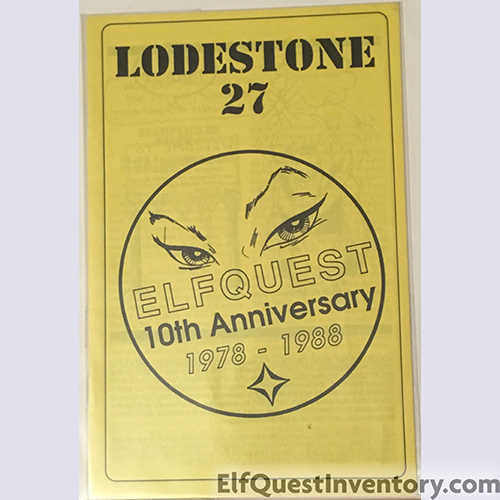 LODESTONE
27
ELFQUEST
10th Anniversary
1978 - 1988
ElfQuestInventory.com